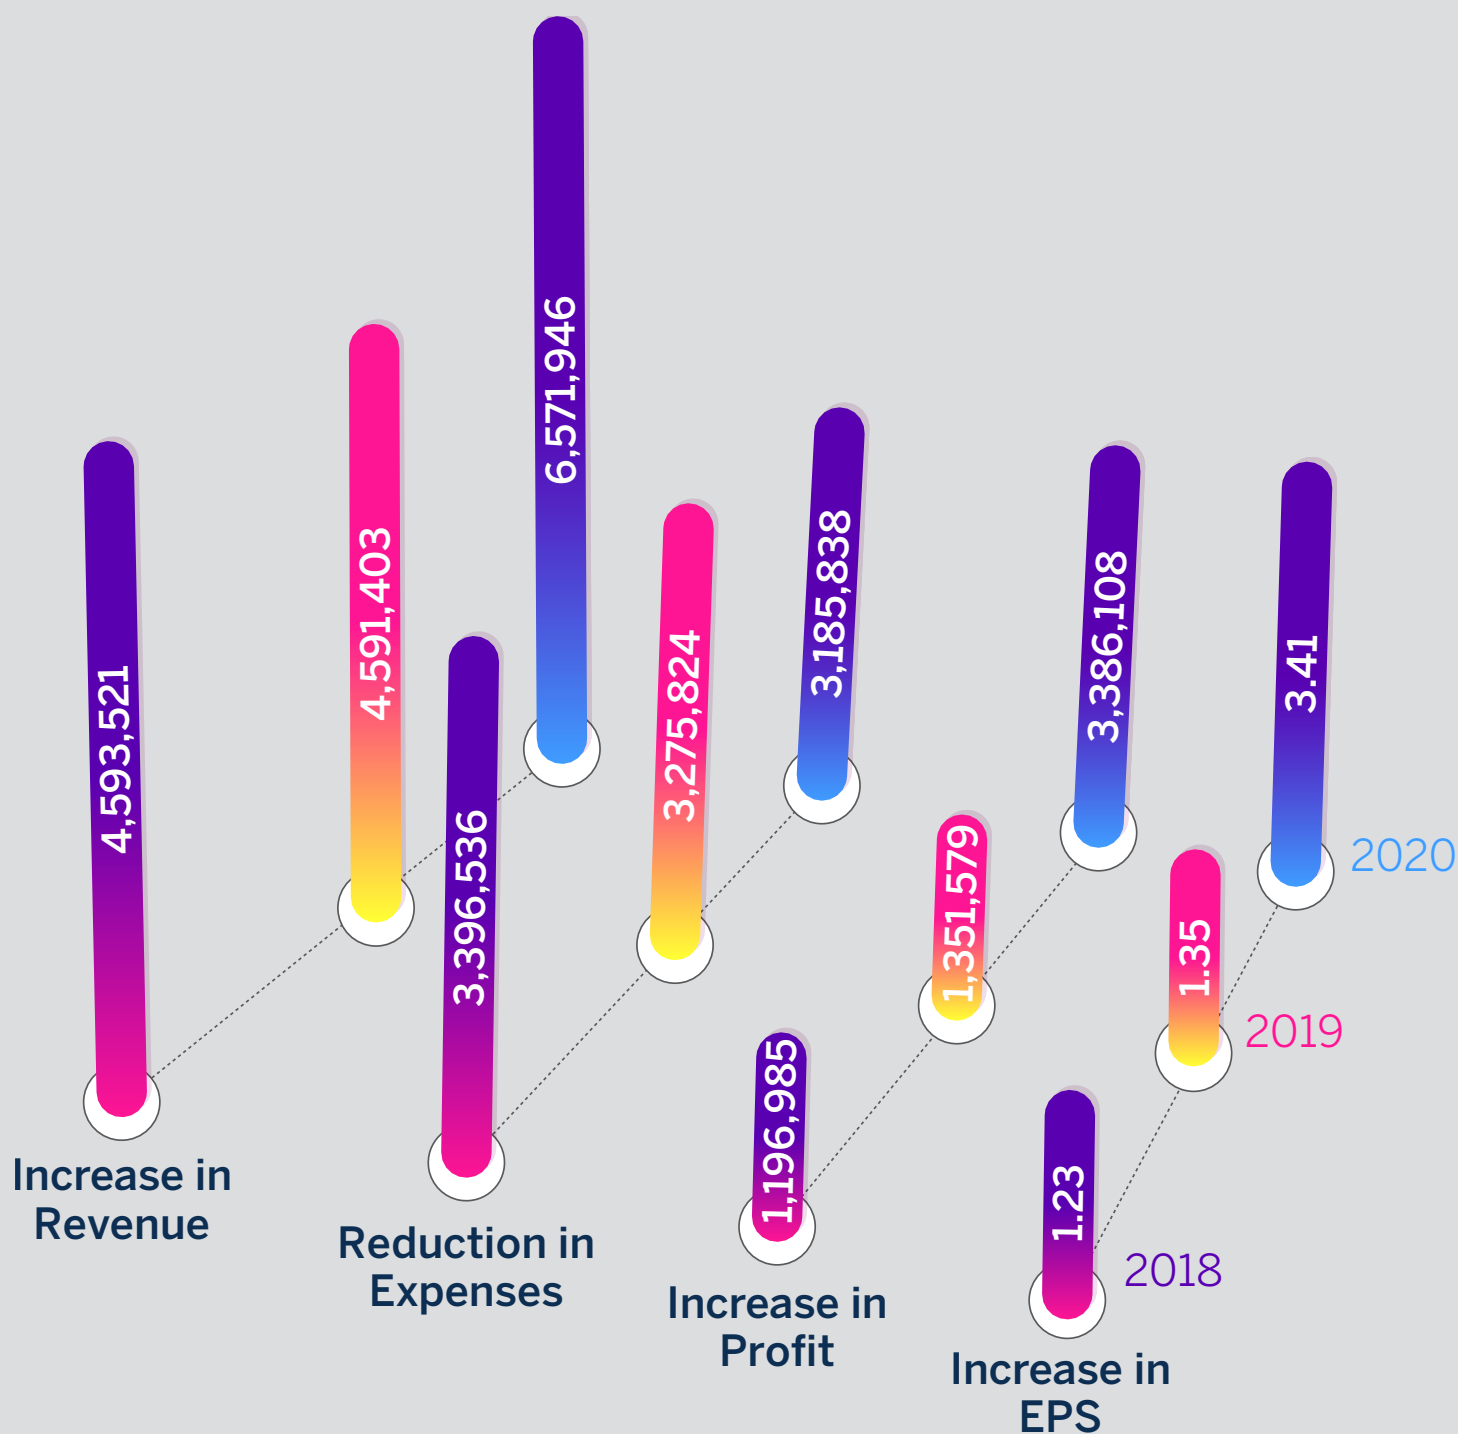 4,593,521
4,591,403
6,571,946
Increase in
Revenue
3,396,536
3,275,824
3,185,838
Reduction in
Expenses
1,196,985
1,351,579
3,386,108
Increase in
Profit
1.23
1.35
3.41
Increase in
EPS
2018
2019
2020